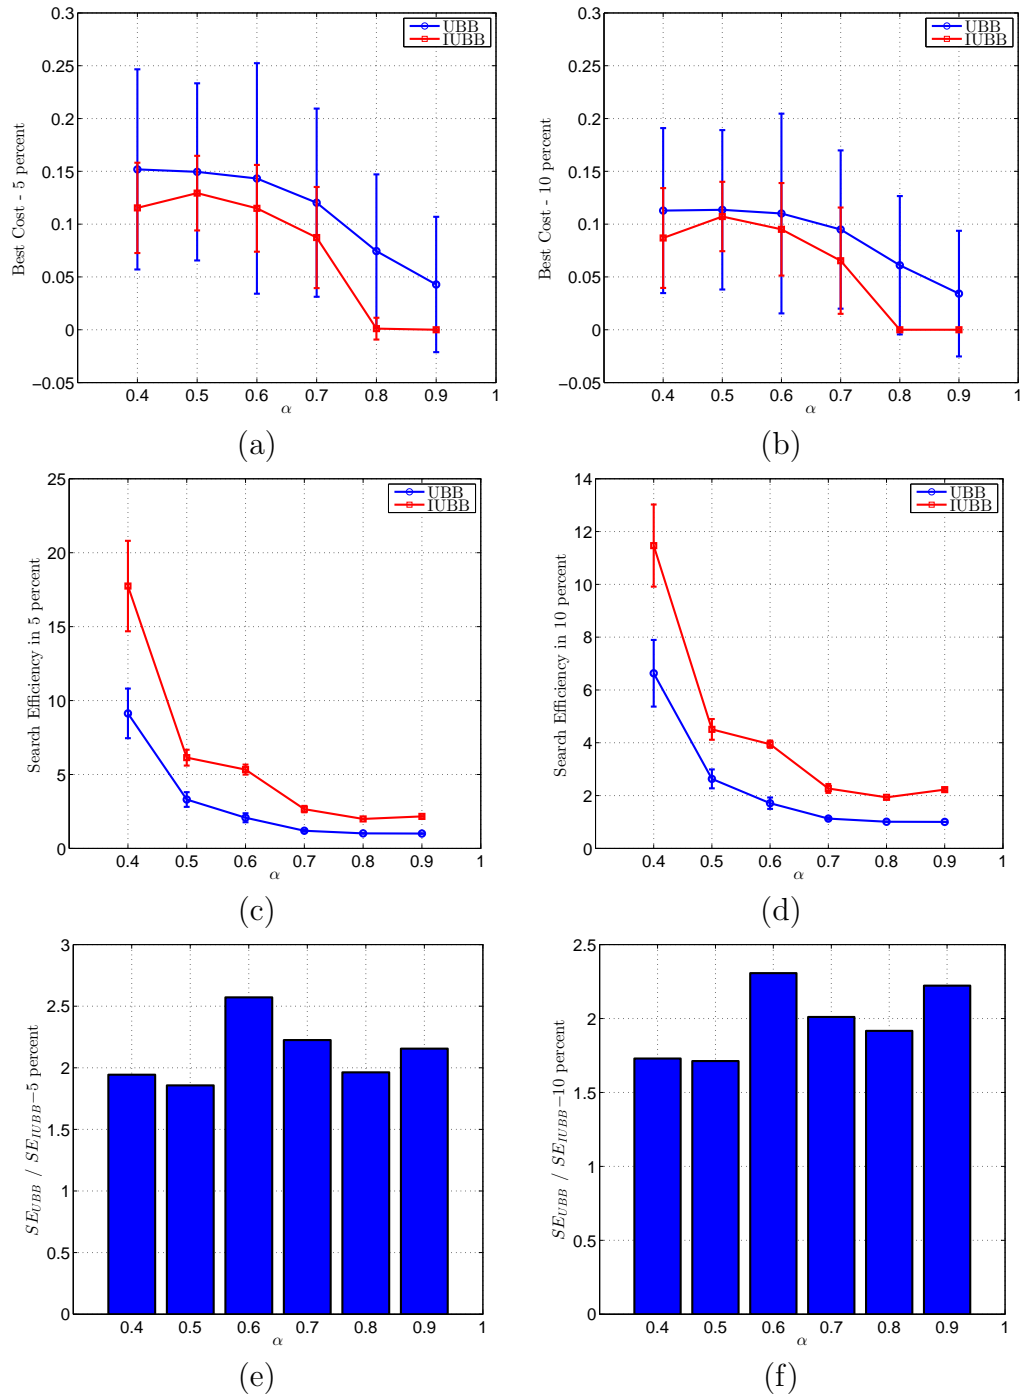 0.3
0.25
0.2
0.15
0.1
0.05
0
−0.05
Best Cost - 5 percent
UBB
IUBB
0.4 0.5 0.6 0.7 0.8 0.9 1
α
(a)
0.3
0.25
0.2
0.15
0.1
0.05
0
−0.05
Best Cost - 10 percent
UBB
IUBB
0.4 0.5 0.6 0.7 0.8 0.9 1
α
(b)
25
20
15
10
5
0
Search Efficiency in 5 percent
UBB
IUBB
0.4 0.5 0.6 0.7 0.8 0.9 1
α
(c)
14
12
10
8
6
4
2
0
Search Efficiency in 10 percent
UBB
IUBB
0.4 0.5 0.6 0.7 0.8 0.9 1
α
(d)
3
2.5
2
1.5
1
0.5
0
SE_UBB / SE_IUBB−5 percent
0.4 0.5 0.6 0.7 0.8 0.9 1
α
(e)
2.5
2
1.5
1
0.5
0
SE_UBB / SE_IUBB−10 percent
0.4 0.5 0.6 0.7 0.8 0.9 1
α
(f)